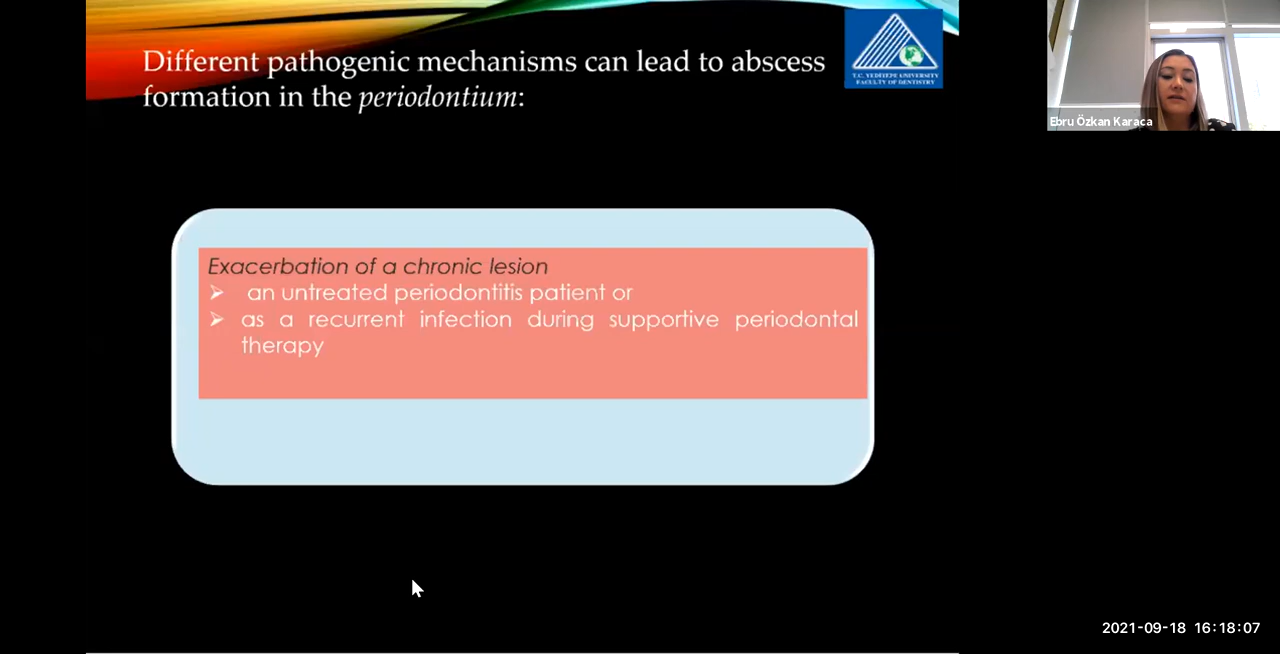 Different pathogenic mechanisms can lead to abscess
formation in the periodontium:
T.C. YEDİTEPE UNIVERSITY
FACULTY OF DENTISTRY
Ebru Özkan Karaca
Exacerbation of a chronic lesion
➢ an untreated periodontitis patient or
➢ as a recurrent infection during supportive periodontal
therapy
2021-09-18 16:18:07